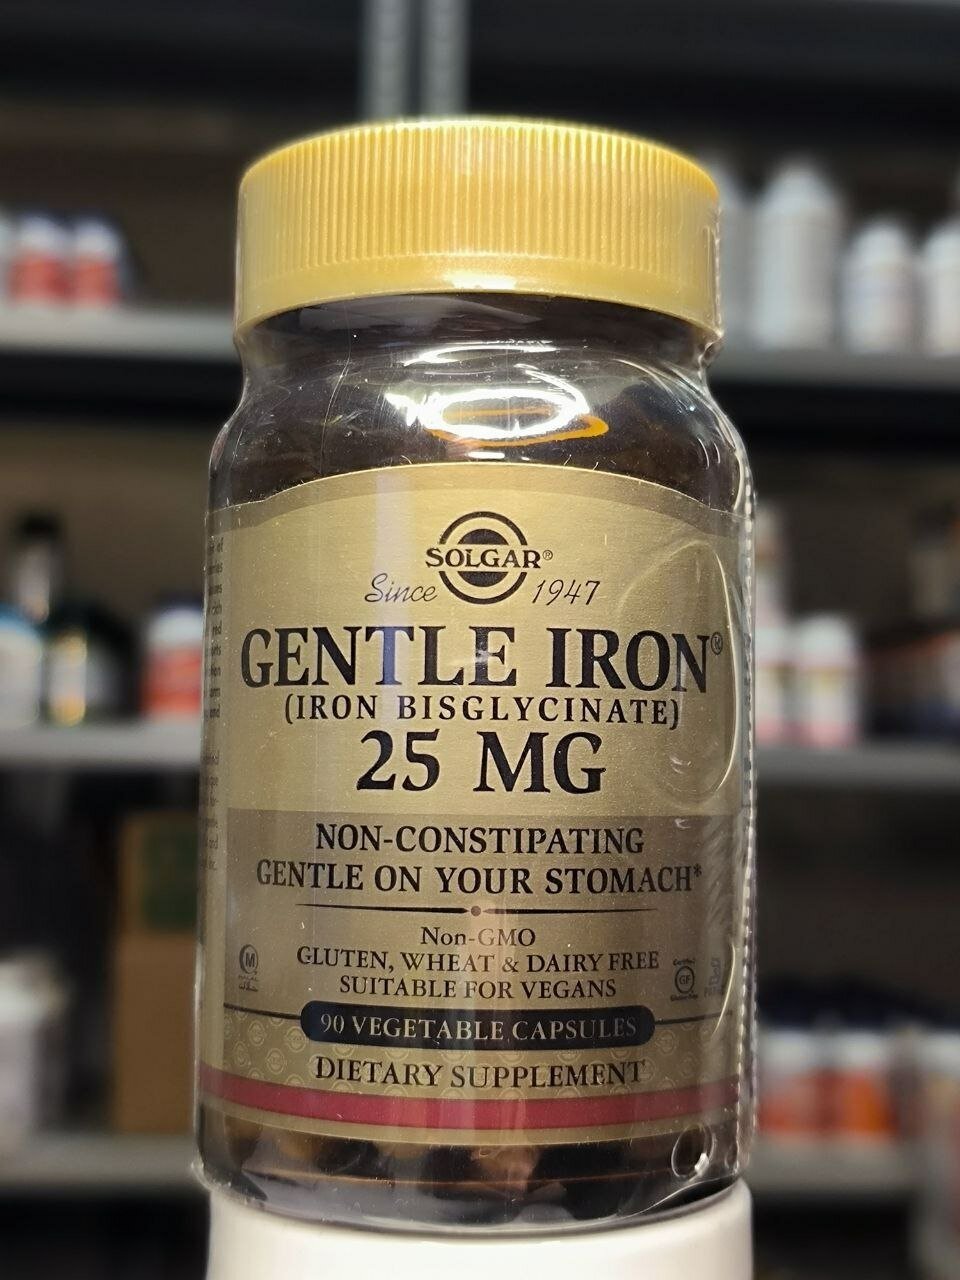 SOLGAR®
Since 1947
GENTLE IRON®
(IRON BISGLYCINATE)
25 MG
NON-CONSTIPATING
GENTLE ON YOUR STOMACH*
Non-GMO
GLUTEN, WHEAT & DAIRY FREE
SUITABLE FOR VEGANS
M
GF
90 VEGETABLE CAPSULES
DIETARY SUPPLEMENT